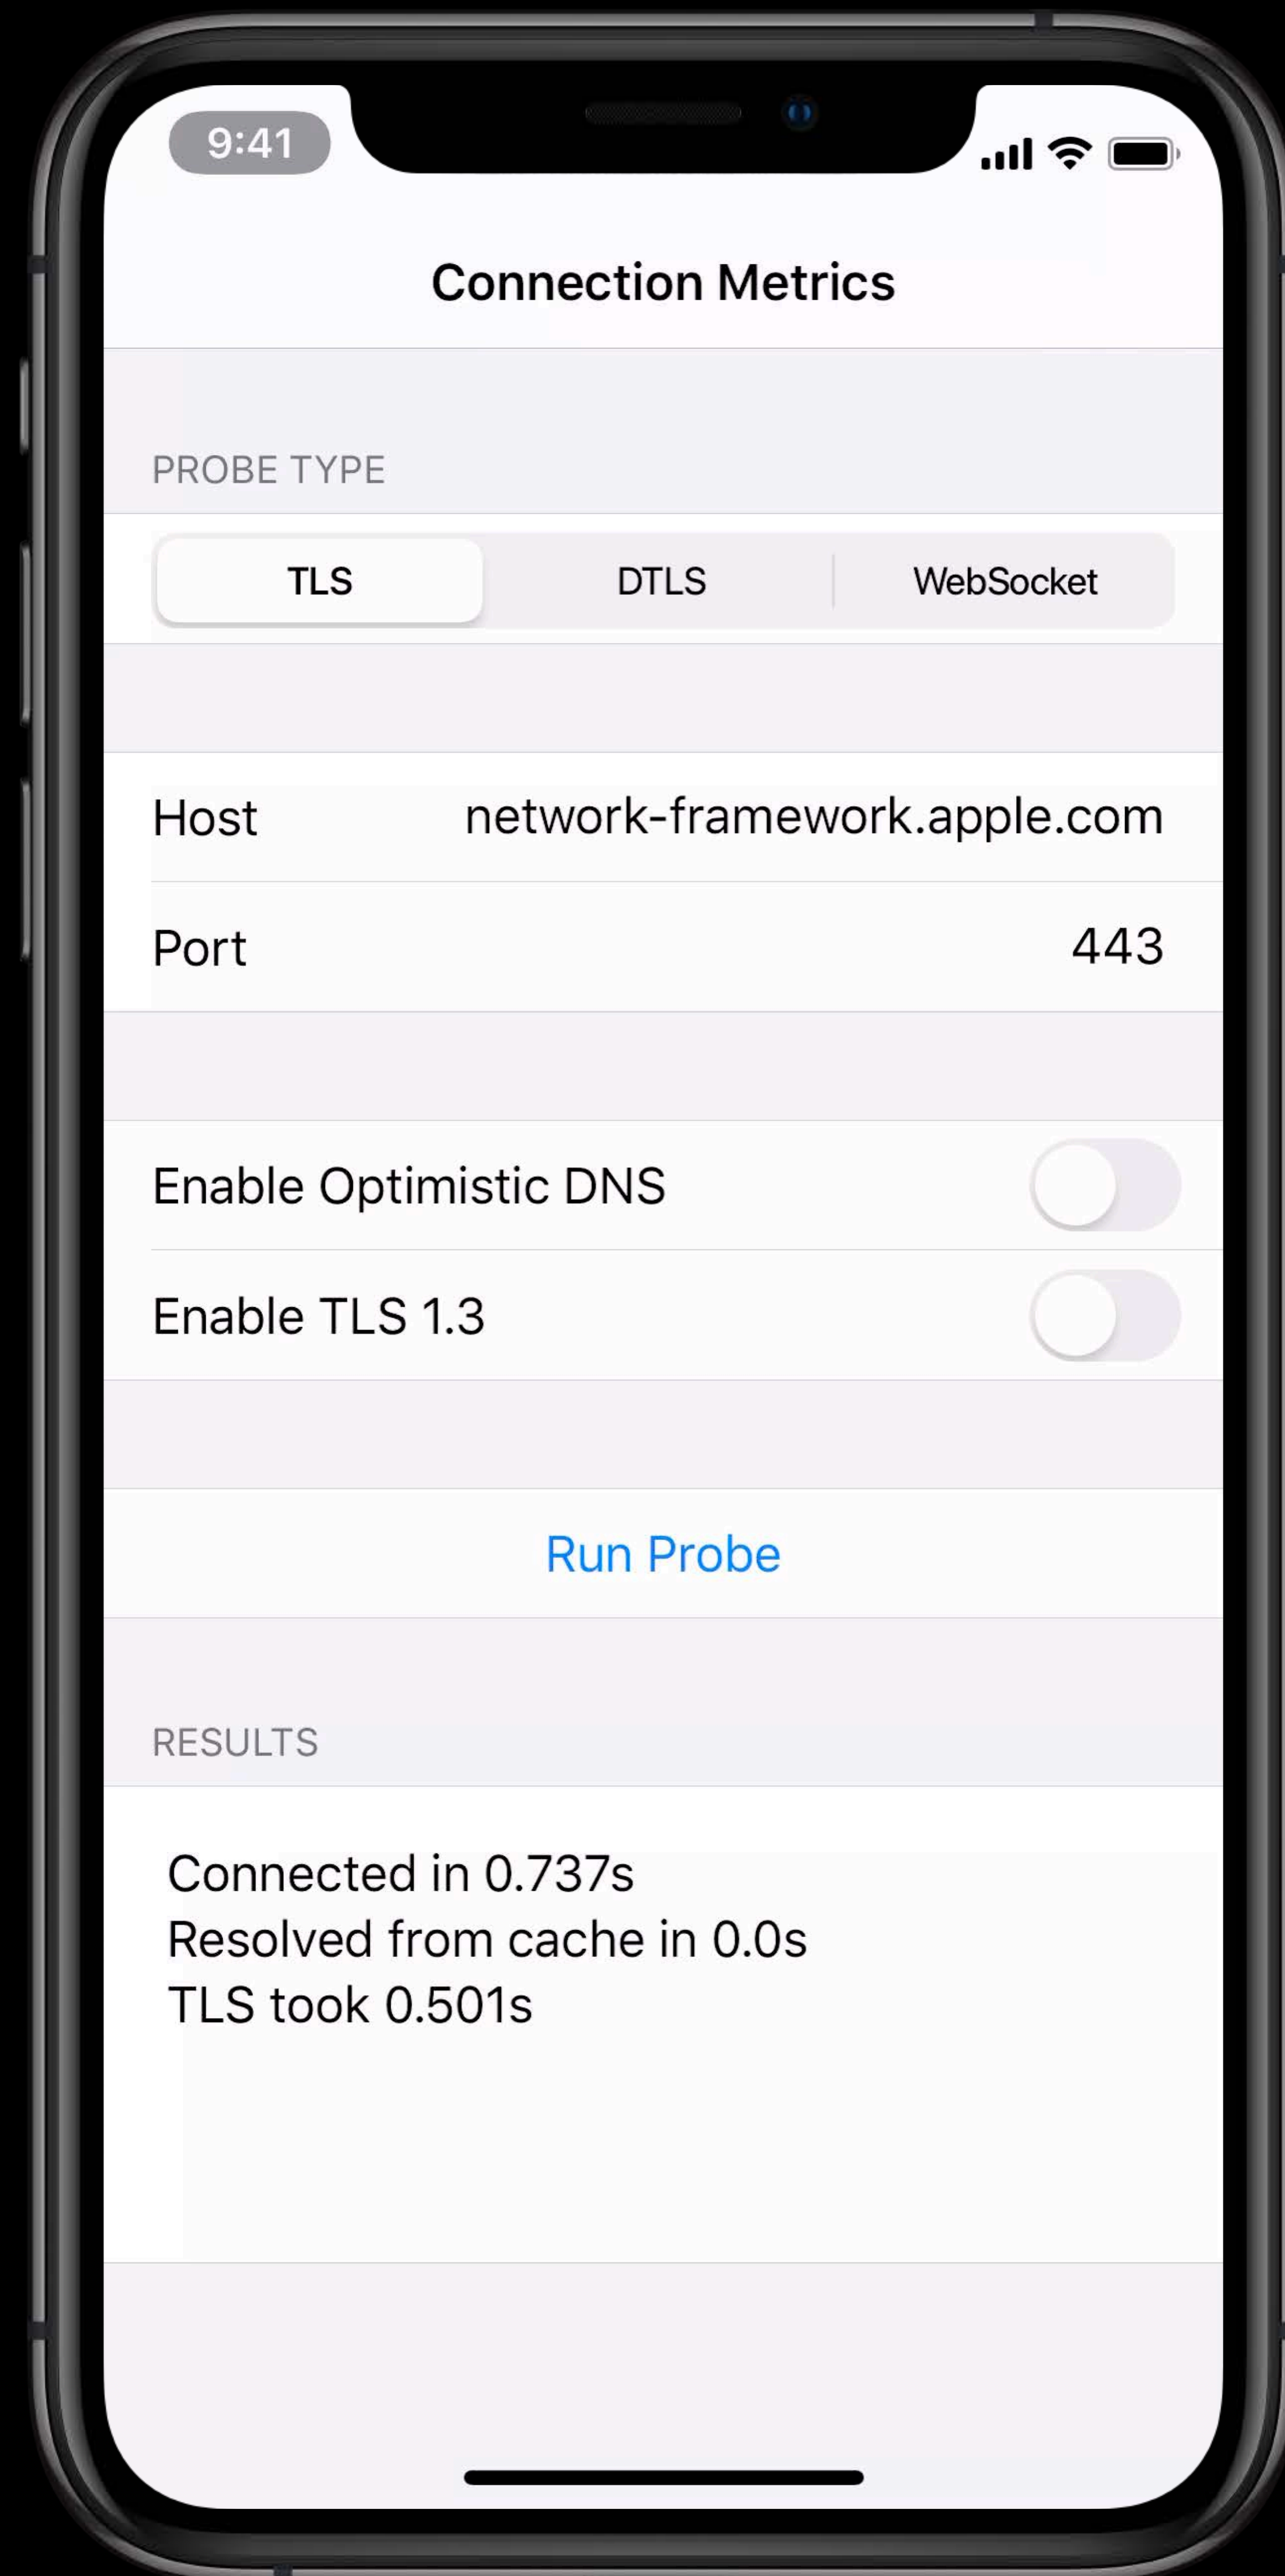 9:41
Connection Metrics
PROBE TYPE
TLS DTLS WebSocket
Host network-framework.apple.com
Port 443
Enable Optimistic DNS
Enable TLS 1.3
Run Probe
RESULTS
Connected in 0.737s
Resolved from cache in 0.0s
TLS took 0.501s